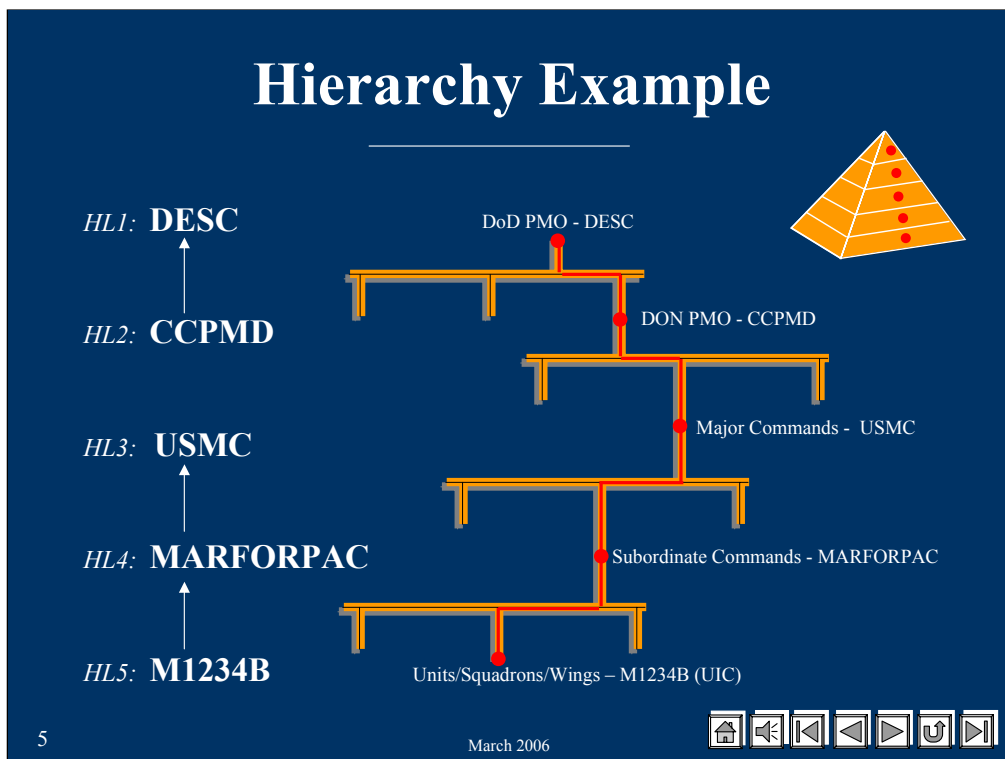 Hierarchy Example
HL1: DESC
DoD PMO - DESC
HL2: CCPMD
DON PMO - CCPMD
HL3: USMC
Major Commands - USMC
HL4: MARFORPAC
Subordinate Commands - MARFORPAC
HL5: M1234B
Units/Squadrons/Wings – M1234B (UIC)
5
March 2006